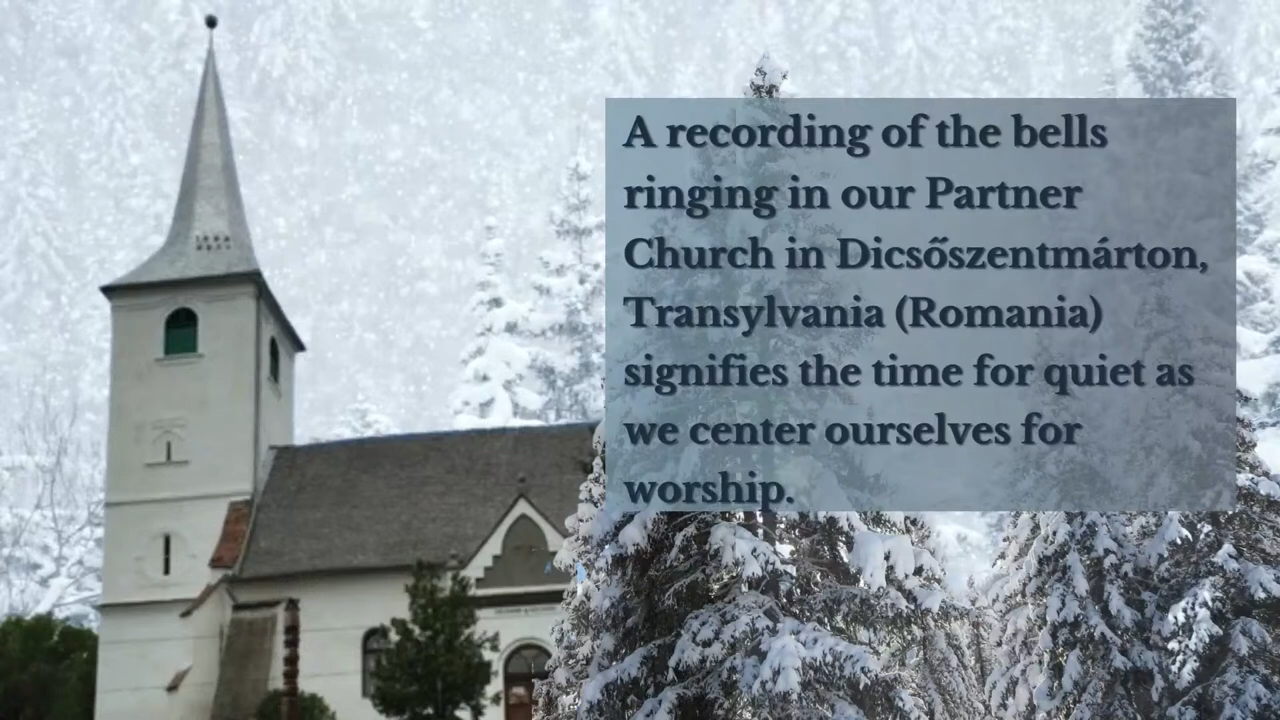 A recording of the bells
ringing in our Partner
Church in Dicsőszentmárton,
Transylvania (Romania)
signifies the time for quiet as
we center ourselves for
worship.